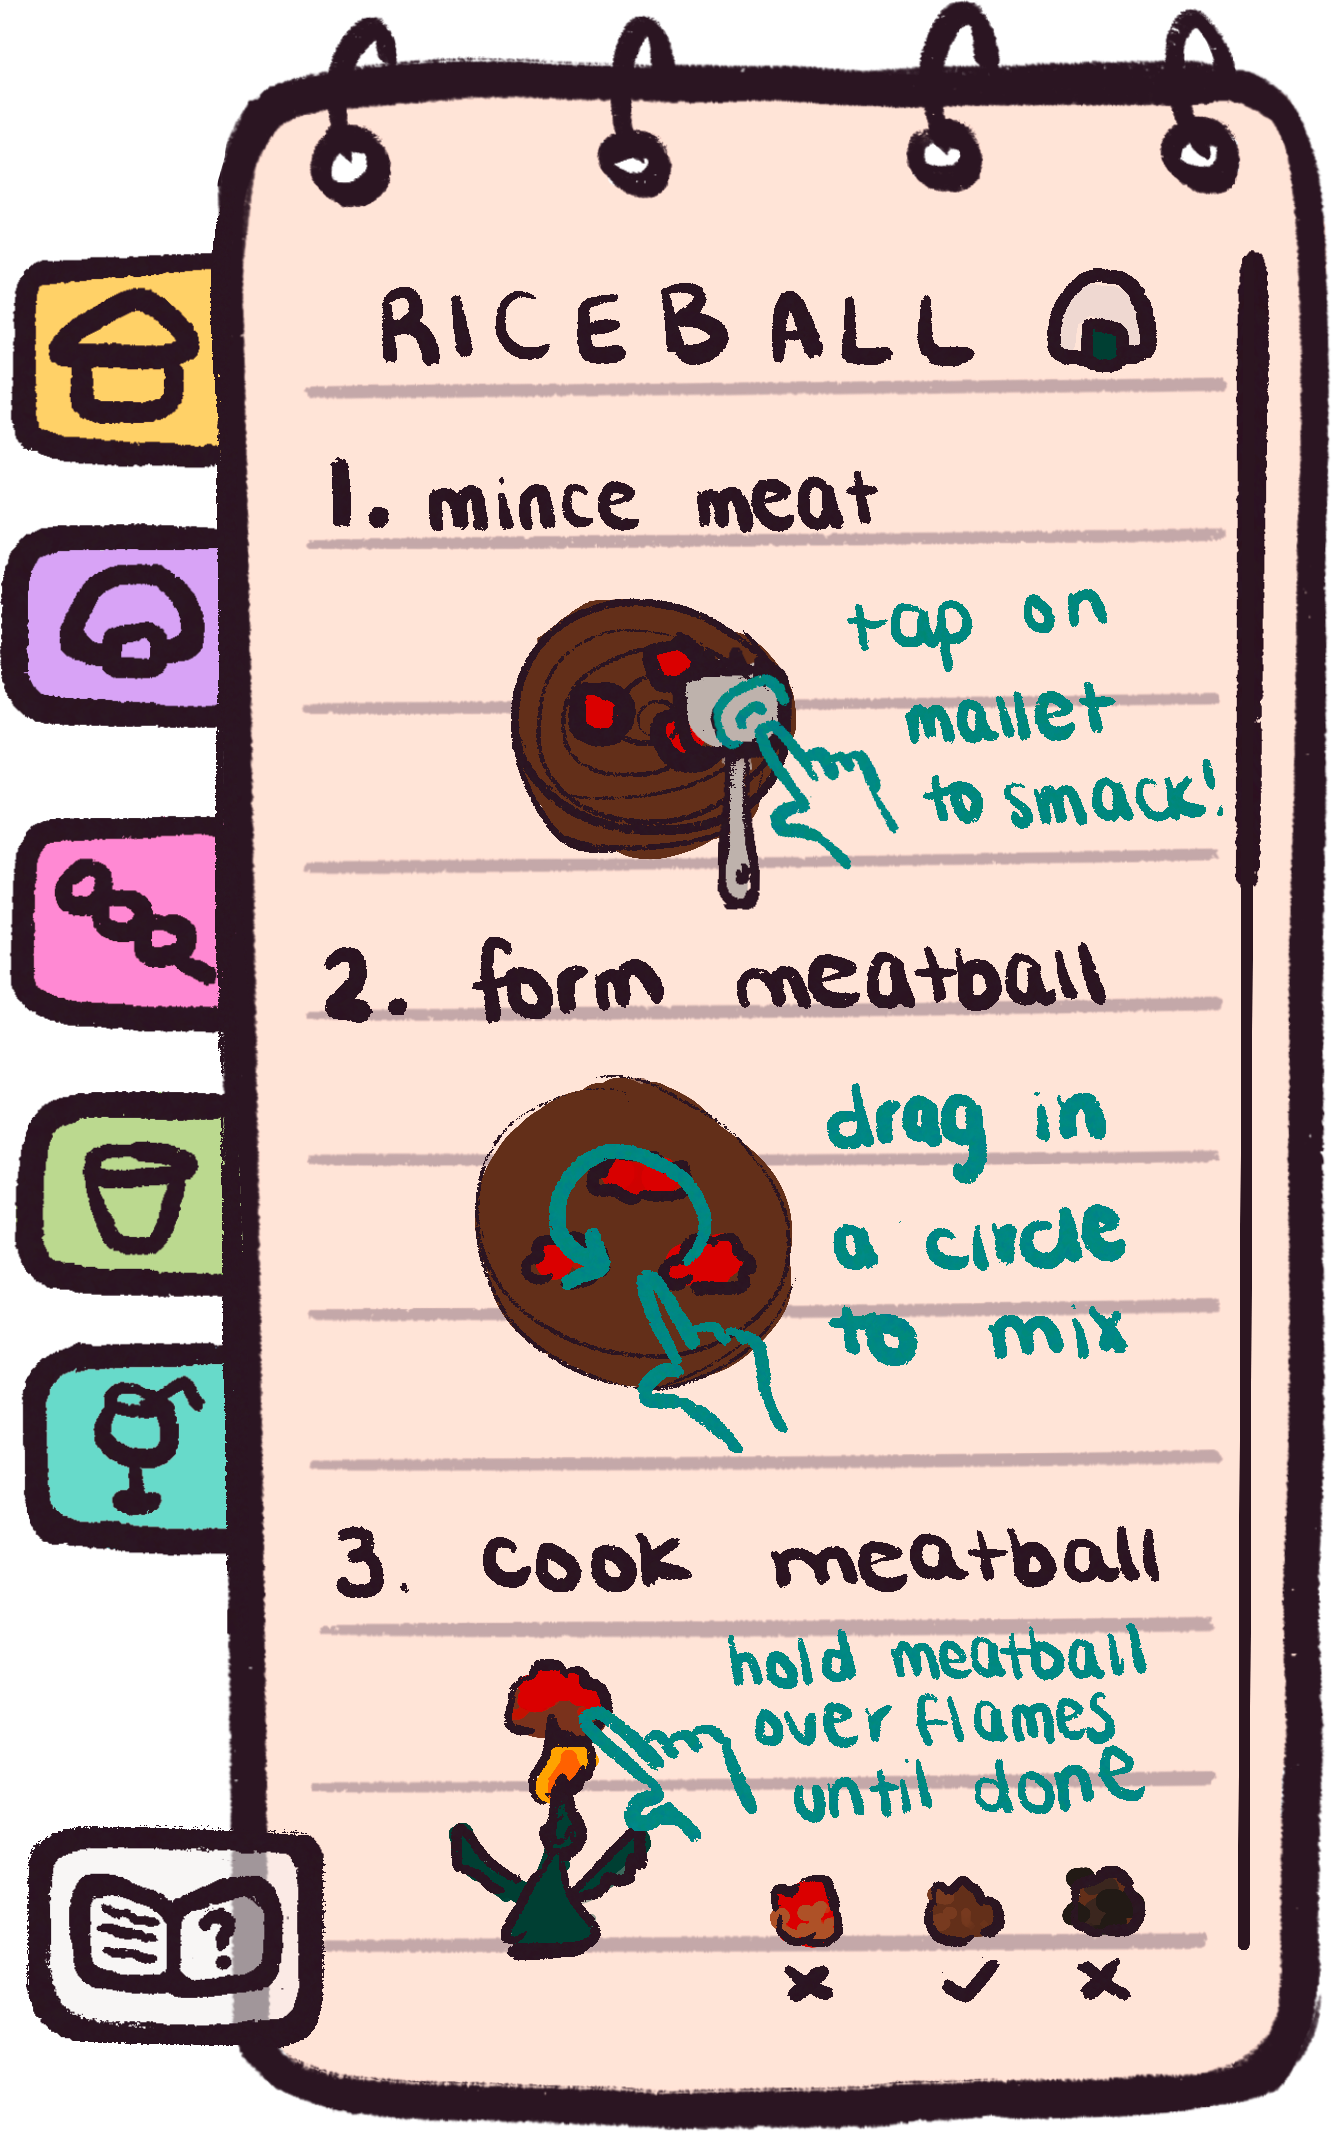 RICEBALL
1. mince meat
tap on
mallet
to smack!
2. form meatball
drag in
a circle
to mix
3. cook meatball
hold meatball
over flames
until done
?